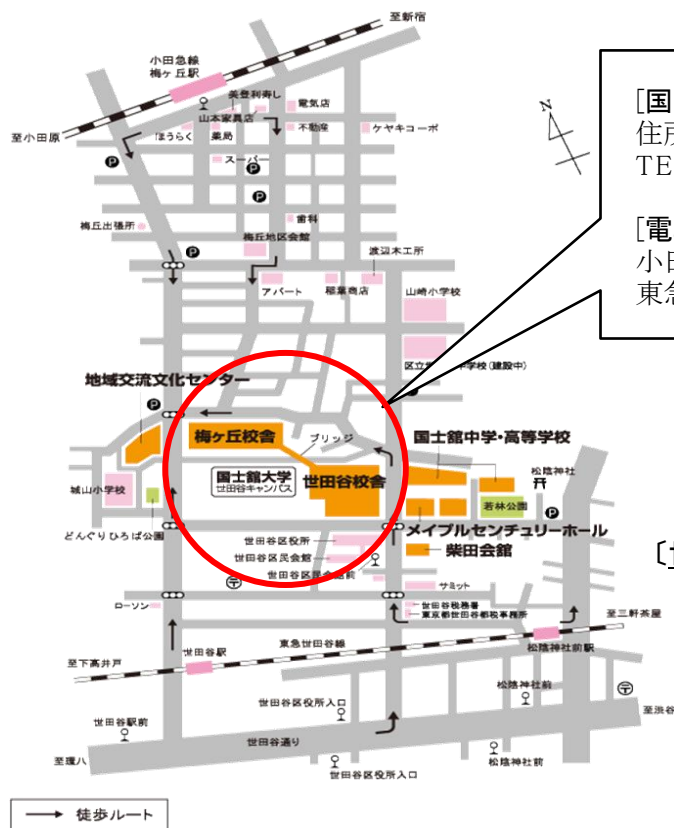 至新宿
小田急線
梅ヶ丘駅
美登利寿し
電気店
山本家具店
至小田原
ほうらく
薬局
不動産
ケヤキコーポ
スーパー
歯科
梅丘出張所
梅丘地区会館
渡辺木工所
アパート
稲葉商店
山崎小学校
中学校(建設中)
地域交流文化センター
梅ヶ丘校舎
ブリッジ
国士舘中学・高等学校
松陰神社
国士舘大学
世田谷キャンパス
世田谷校舎
城山小学校
若林公園
どんぐりひろば公園
メイプルセンチュリーホール
世田谷区役所
柴田会館
世田谷区民会館
世田谷区民会館前
サミット
ローソン
世田谷税務署
東京都世田谷都税事務所
至三軒茶屋
世田谷駅
東急世田谷線
松陰神社前駅
至下高井戸
松陰神社前
世田谷区役所入口
至渋谷
世田谷駅前
世田谷通り
至環八
世田谷区役所入口
松陰神社前
徒歩ルート
N
[国
住所
TE
[電
小田
東急